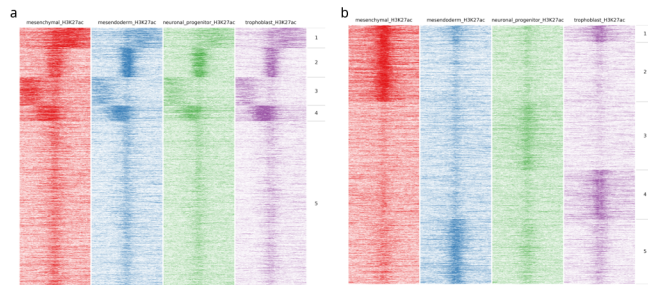 a
mesenchymal_H3K27ac mesendoderm_H3K27ac neuronal_progenitor_H3K27ac trophoblast_H3K27ac
1
2
3
4
5
b
mesenchymal_H3K27ac mesendoderm_H3K27ac neuronal_progenitor_H3K27ac trophoblast_H3K27ac
1
2
3
4
5